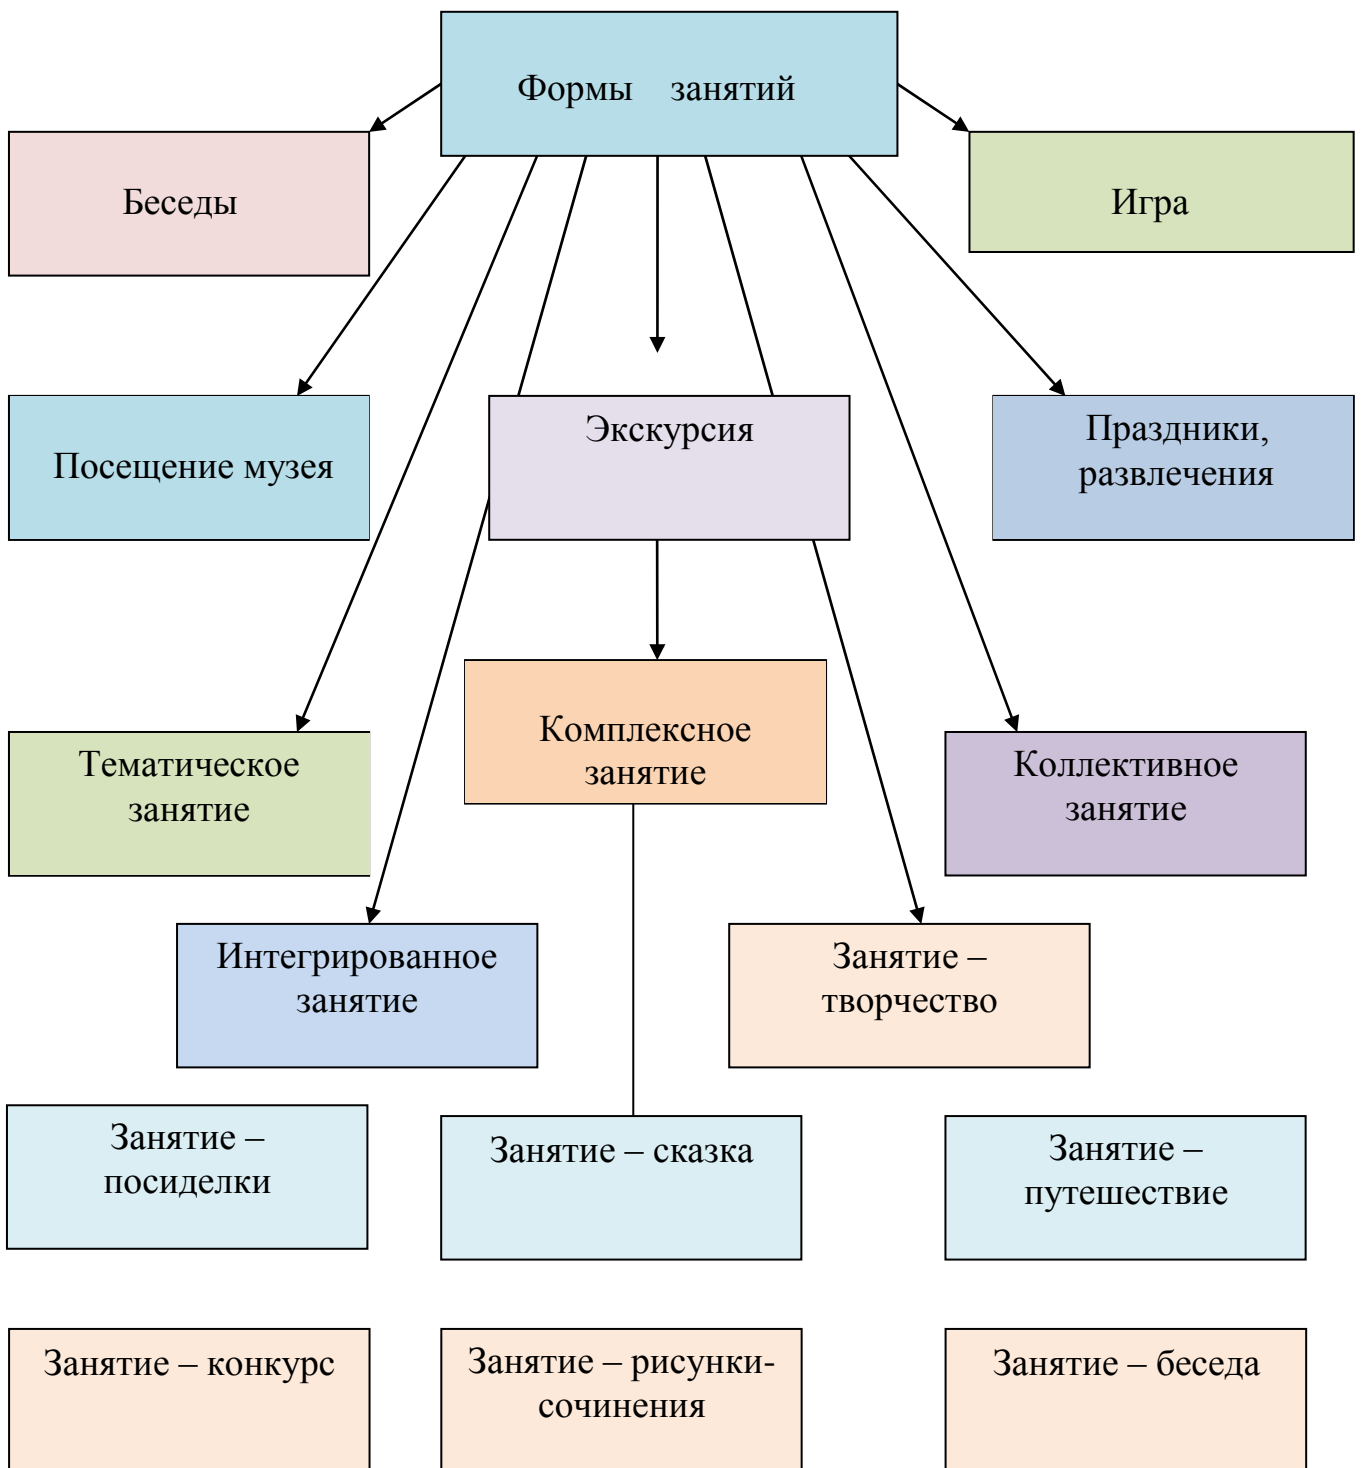 Формы занятий
Беседы
Игра
Посещение музея
Экскурсия
Праздники,
развлечения
Тематическое
занятие
Комплексное
занятие
Коллективное
занятие
Интегрированное
занятие
Занятие –
творчество
Занятие –
посиделки
Занятие – сказка
Занятие –
путешествие
Занятие – конкурс
Занятие – рисунки-
сочинения
Занятие – беседа